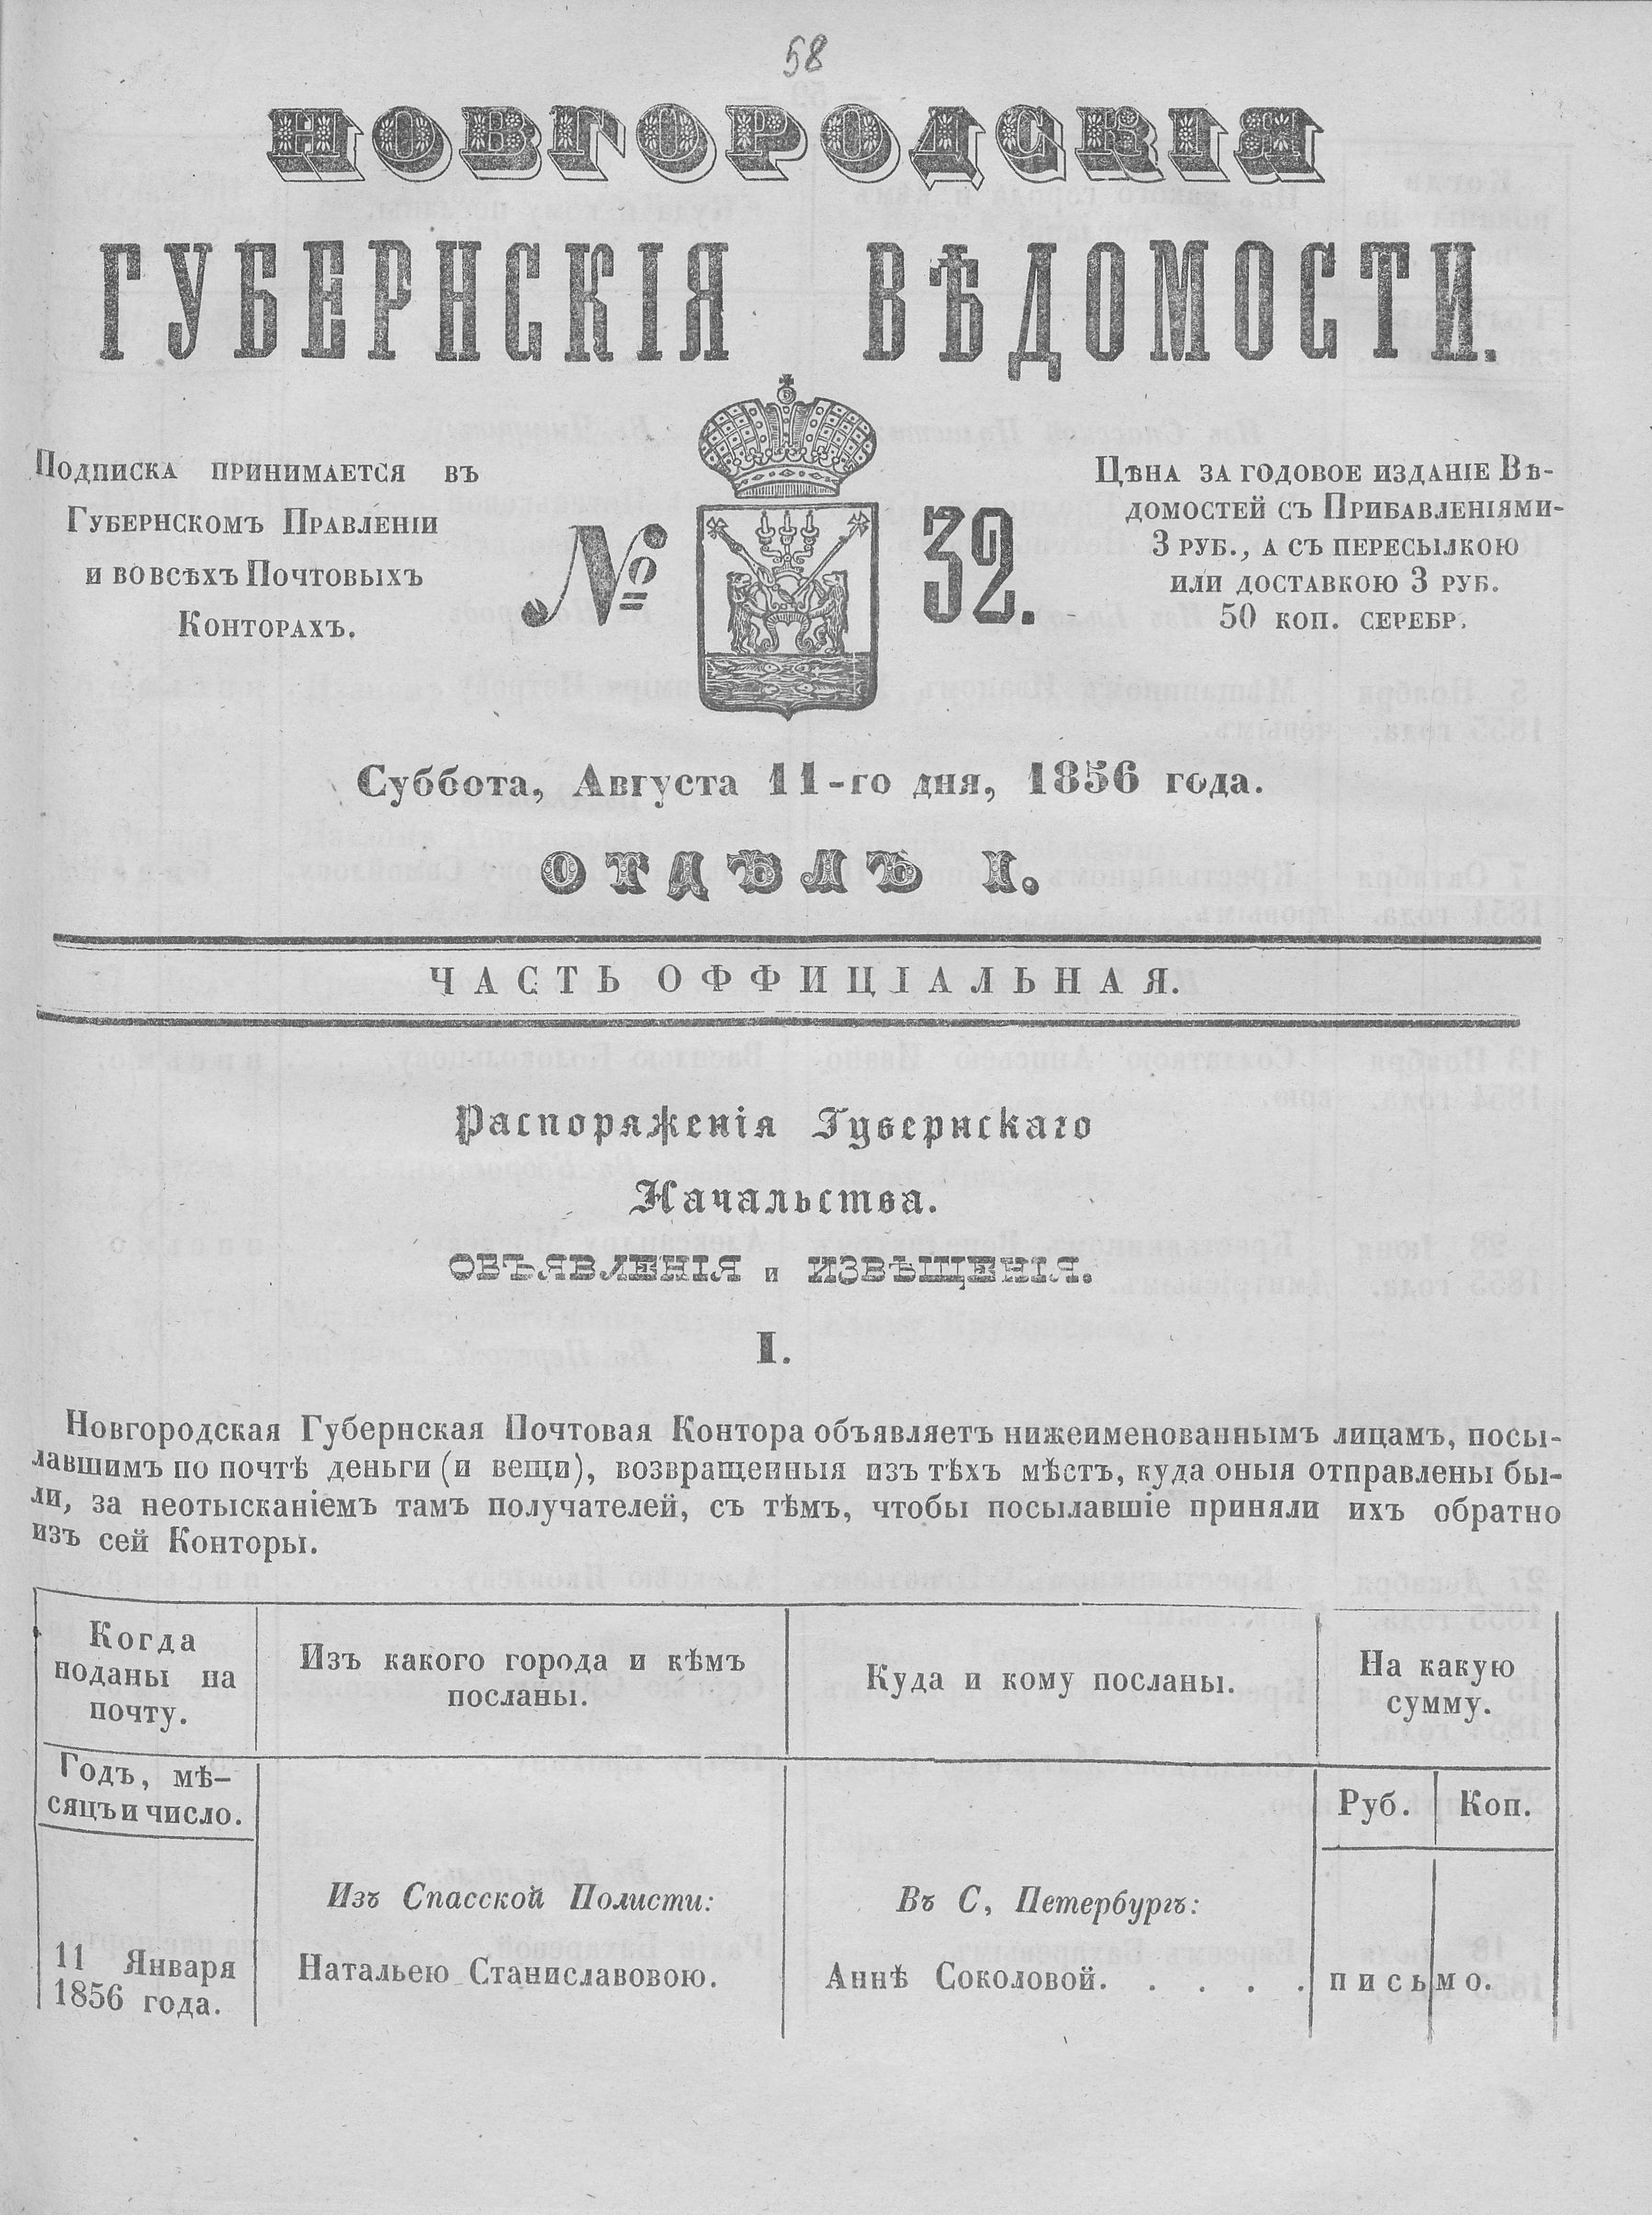 58
НОВГОРОДСКІЯ
ГУБЕРНСКІЯ ВѢДОМОСТИ.
Подписка принимается въ
Губернскомъ Правленіи
и во всѣхъ Почтовыхъ
Конторахъ.
№ 32.
Цѣна за годовое изданіе Вѣ-
домостей съ Прибавленіями-
3 руб., а съ пересылкою
или доставкою 3 руб.
50 коп. серебр.
Суббота, Августа 11-го дня, 1856 года.
ОТДѢЛЪ I.
ЧАСТЬ ОФФИЦІАЛЬНАЯ.
Распоряженія Губернскаго
Начальства.
ОБЪЯВЛЕНІЯ и ИЗВѢЩЕНІЯ.
I.
Новгородская Губернская Почтовая Контора объявляетъ нижеименованнымъ лицамъ, посы-
лавшимъ по почтѣ деньги (и вещи), возвращенныя изъ тѣхъ мѣстъ, куда оныя отправлены бы-
ли, за неотысканіемъ тамъ получателей, съ тѣмъ, чтобы посылавшіе приняли ихъ обратно
изъ сей Конторы.
Когда
поданы на
почту.
Изъ какого города и кѣмъ
посланы.
Куда и кому посланы.
На какую
сумму.
Годъ, мѣ-
сяцъ и число.
Руб. Коп.
Изъ Спасской Полисти:
Въ С, Петербургъ:
11 Января
1856 года.
Натальею Станиславовою.
Аннѣ Соколовой. . . . .
письмо.